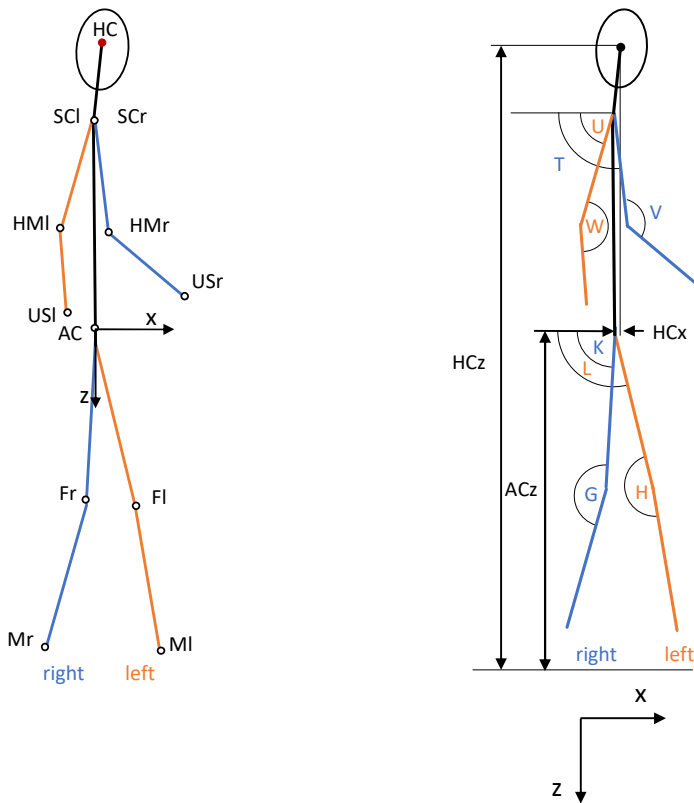 HC
SCl SCr
HMl HMr
USr
USl
AC x
z
Fr Fl
Mr Ml
right left
U
T
V
W
HCx
K
HCz
L
ACz
G H
right left
x
z